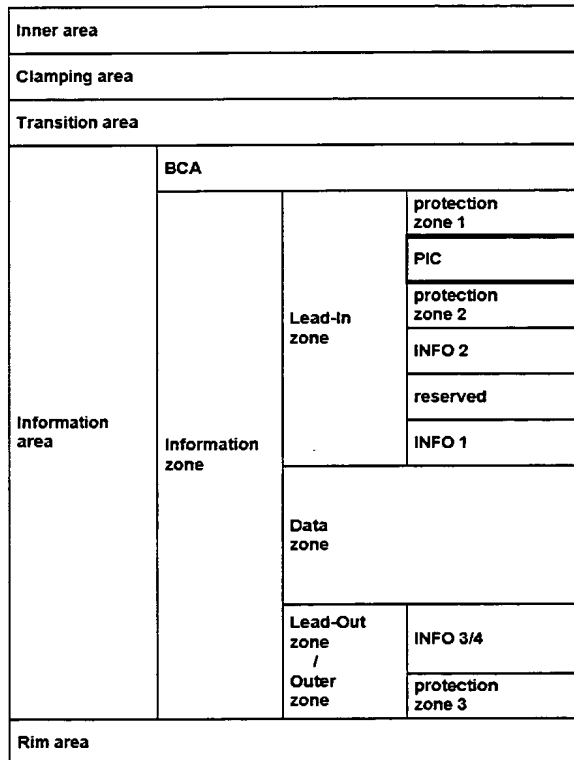 Inner area
Clamping area
Transition area
Information
area
BCA
Information
zone
Lead-In
zone
protection
zone 1
PIC
protection
zone 2
INFO 2
reserved
INFO 1
Data
zone
Lead-Out
zone
/
Outer
zone
INFO 3/4
protection
zone 3
Rim area